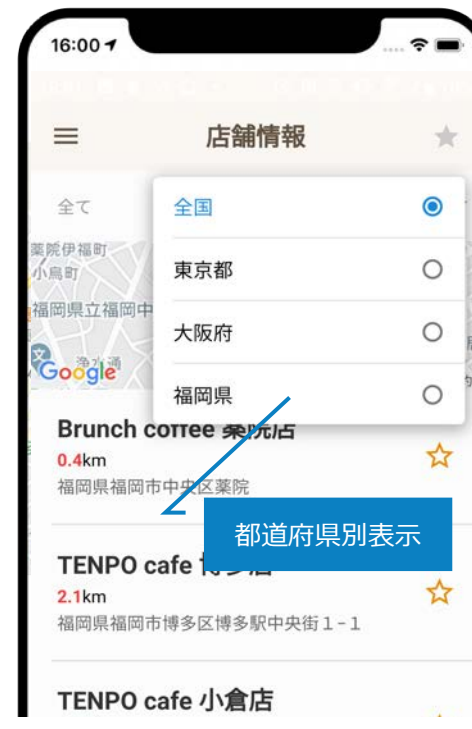 16:00
店舗情報
全て
全国
東京都
大阪府
福岡県
薬院伊福町
小烏町
福岡県立福岡中
浄水通
Google
Brunch coffee 薬院店
0.4km
福岡県福岡市中央区薬院
都道府県別表示
TENPO cafe 博多店
2.1km
福岡県福岡市博多区博多駅中央街1-1
TENPO cafe 小倉店